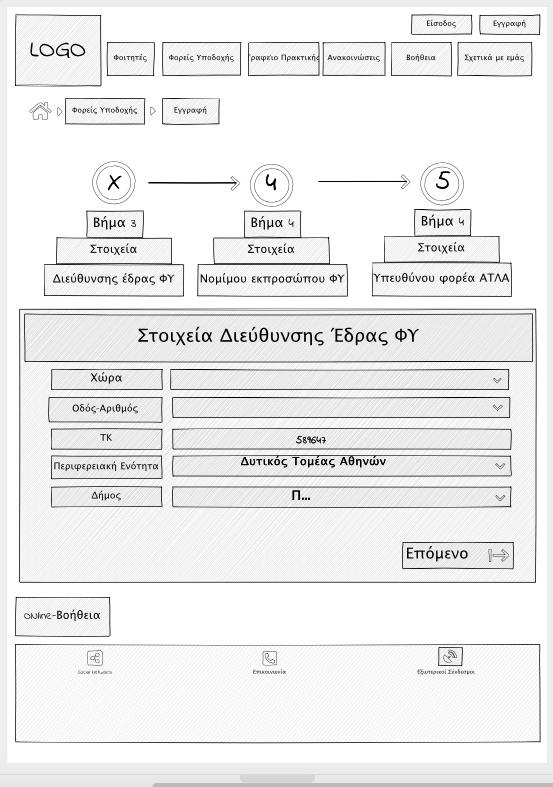 LOGO
Είσοδος Εγγραφή
Φοιτητές Φορείς Υποδοχής Γραφείο Πρακτικής Ανακοινώσεις Βοήθεια Σχετικά με εμάς
Φορείς Υποδοχής Εγγραφή
X 4 5
Βήμα 3 Βήμα 4 Βήμα 4
Στοιχεία Στοιχεία Στοιχεία
Διεύθυνσης έδρας ΦΥ Νομίμου εκπροσώπου ΦΥ Υπευθύνου φορέα ΑΤΛΑ
Στοιχεία Διεύθυνσης Έδρας ΦΥ
Χώρα
Οδός-Αριθμός
ΤΚ 589647
Περιφερειακή Ενότητα Δυτικός Τομέας Αθηνών
Δήμος Π...
Επόμενο
online-Βοήθεια
Social Networks Επικοινωνία Εξωτερικοί Σύνδεσμοι